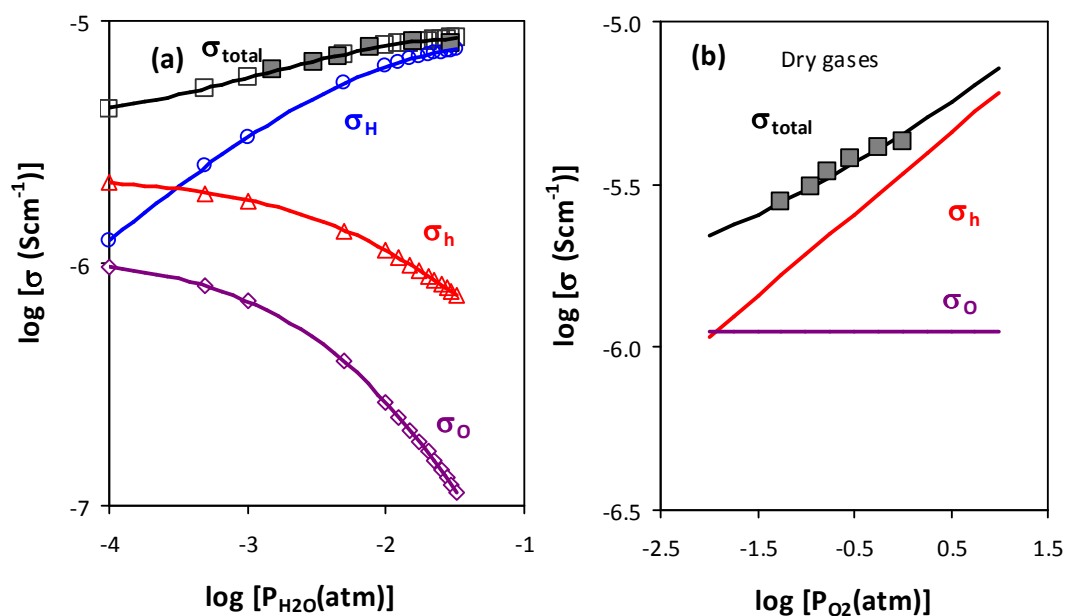 (a)
σtotal
σH
σh
σO
-5
-6
-7
-4
-3
-2
-1
log [σ (Scm-1)]
log [PH2O(atm)]
(b)
Dry gases
σtotal
σh
σO
-5.0
-5.5
-6.0
-6.5
-2.5
-1.5
-0.5
0.5
1.5
log [σ (Scm-1)]
log [PO2(atm)]